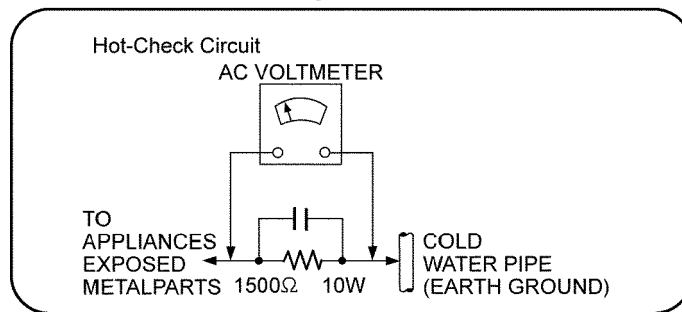 Hot-Check Circuit
AC VOLTMETER
TO
APPLIANCES
EXPOSED
METALPARTS
1500Ω 10W
COLD
WATER PIPE
(EARTH GROUND)